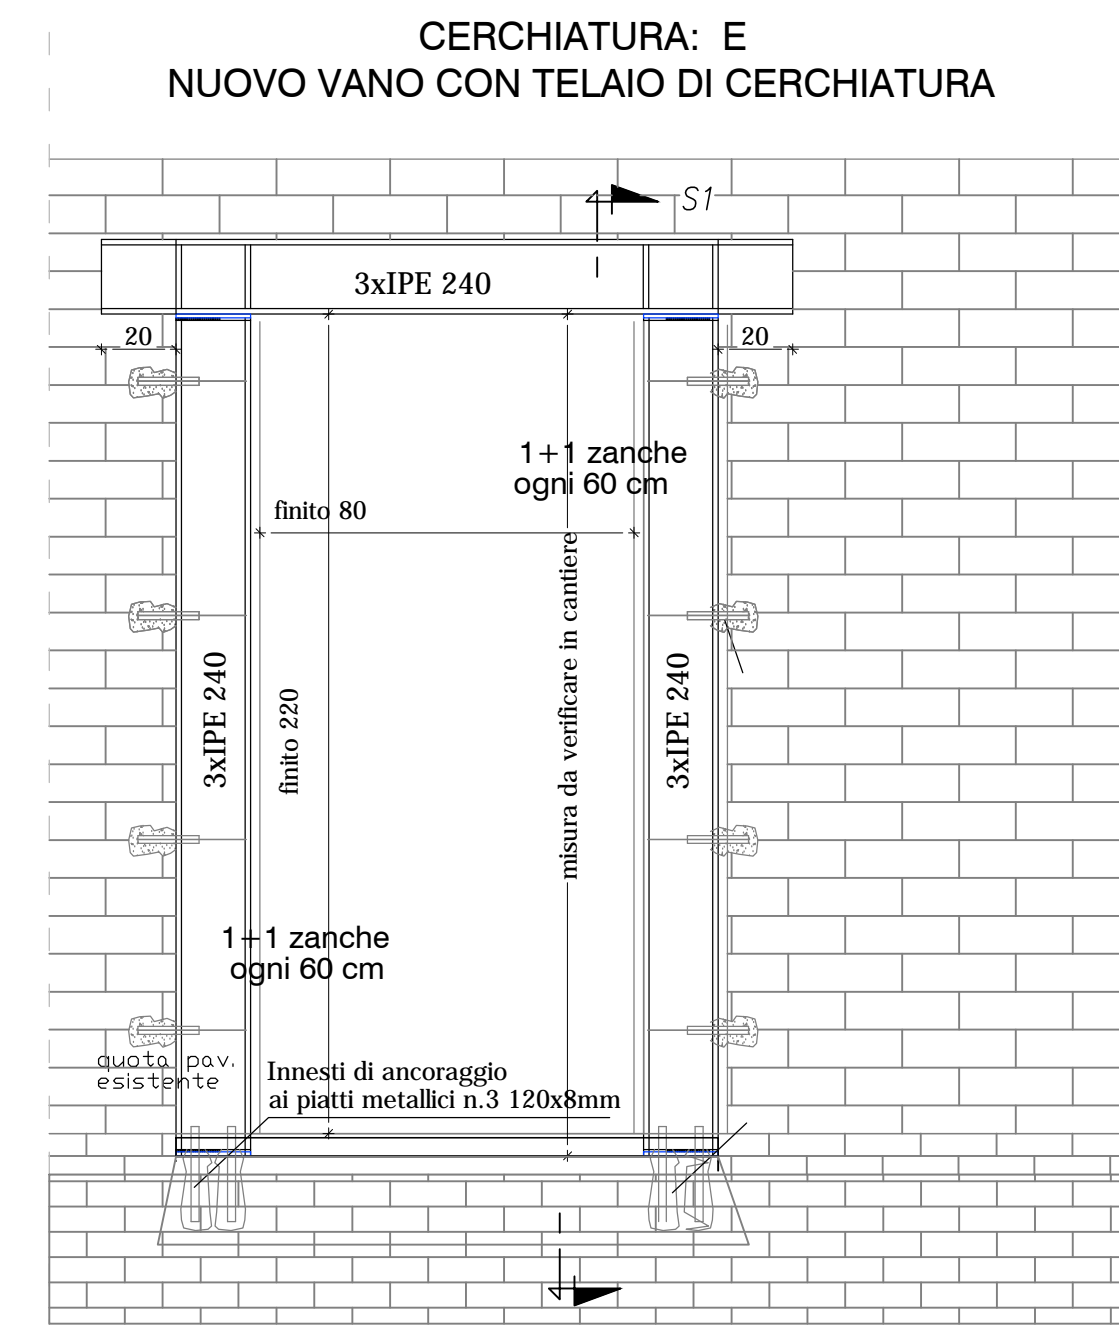 CERCHIATURA: E
NUOVO VANO CON TELAIO DI CERCHIATURA
S1
3xIPE 240
20
20
1+1 zanche
ogni 60 cm
finito 80
misura da verificare in cantiere
3xIPE 240
finito 220
3xIPE 240
1+1 zanche
ogni 60 cm
quota pav.
esistente
Innesti di ancoraggio
ai piatti metallici n.3 120x8mm